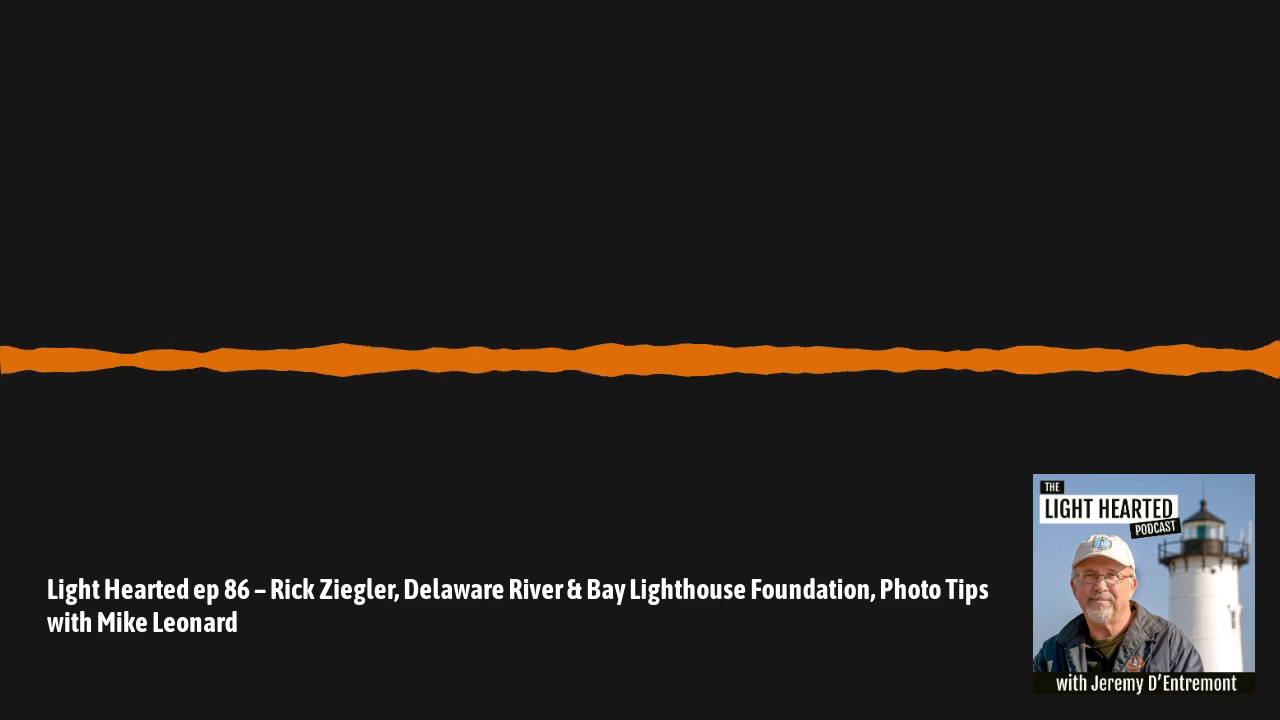 Light Hearted ep 86 – Rick Ziegler, Delaware River & Bay Lighthouse Foundation, Photo Tips
with Mike Leonard
THE
LIGHT HEARTED
PODCAST
with Jeremy D'Entremont